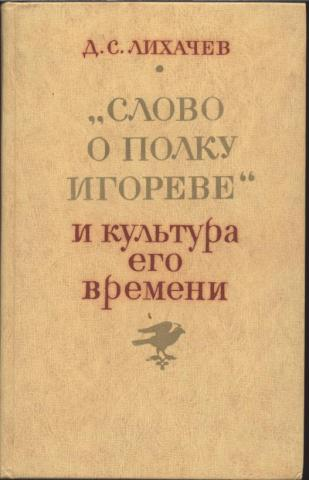 Д. С. ЛИХАЧЕВ
„СЛОВО
О ПОЛКУ
ИГОРЕВЕ“
и культура
его
времени